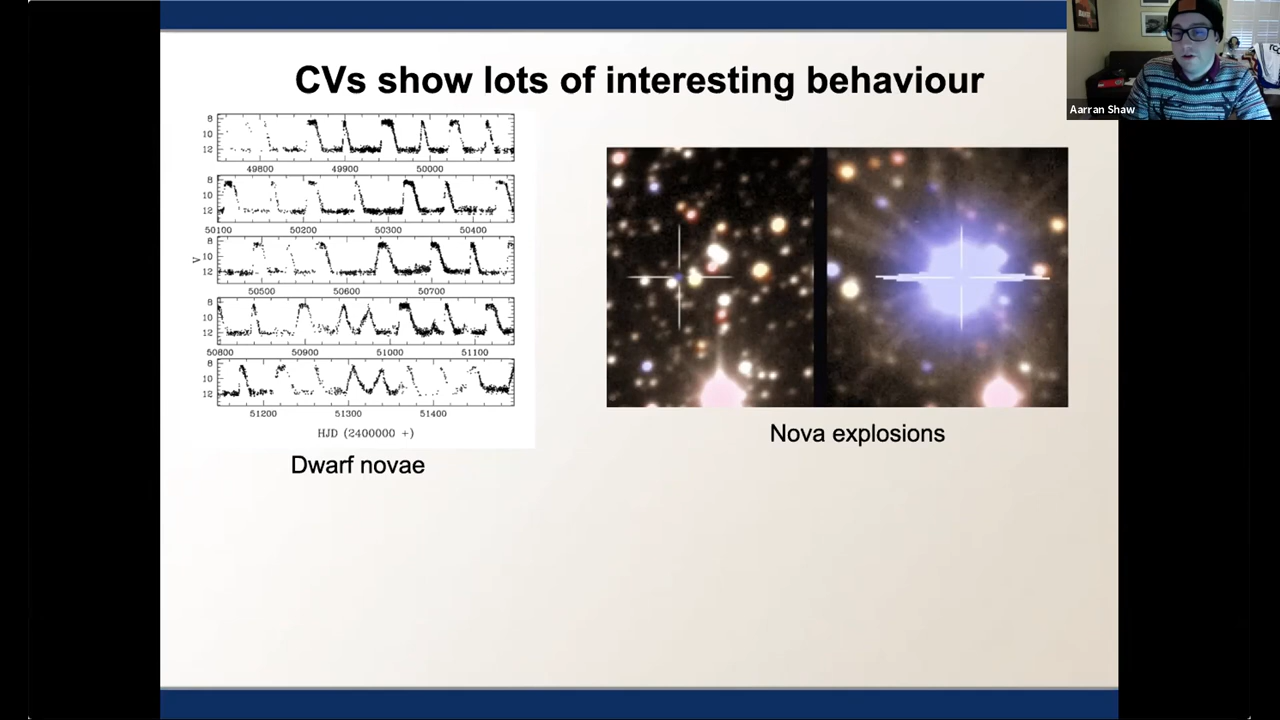 CVs show lots of interesting behaviour
Aarran Shaw
8
10
12
49800 49900 50000
8
10
12
50100 50200 50300 50400
8
10
12
V
50500 50600 50700
8
10
12
50800 50900 51000 51100
8
10
12
51200 51300 51400
HJD (2400000 +)
Dwarf novae
Nova explosions